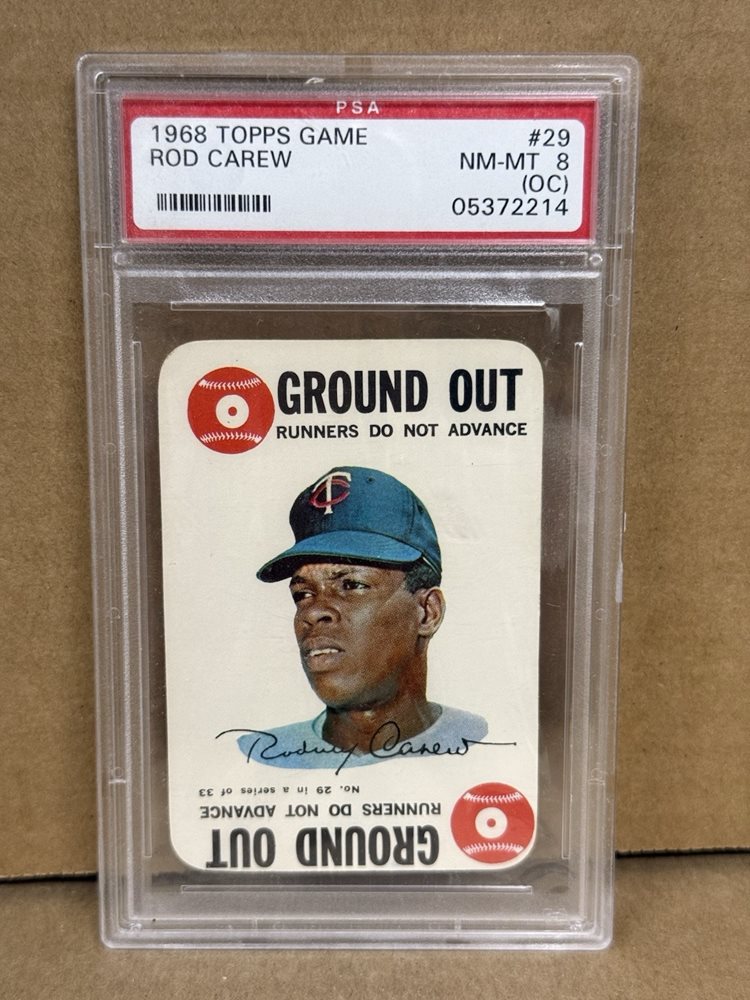 PSA
1968 TOPPS GAME #29
ROD CAREW NM-MT 8
(OC)
05372214
GROUND OUT
RUNNERS DO NOT ADVANCE
T C
Rodney Carew
No. 29 in a series of 33
RUNNERS DO NOT ADVANCE
GROUND OUT